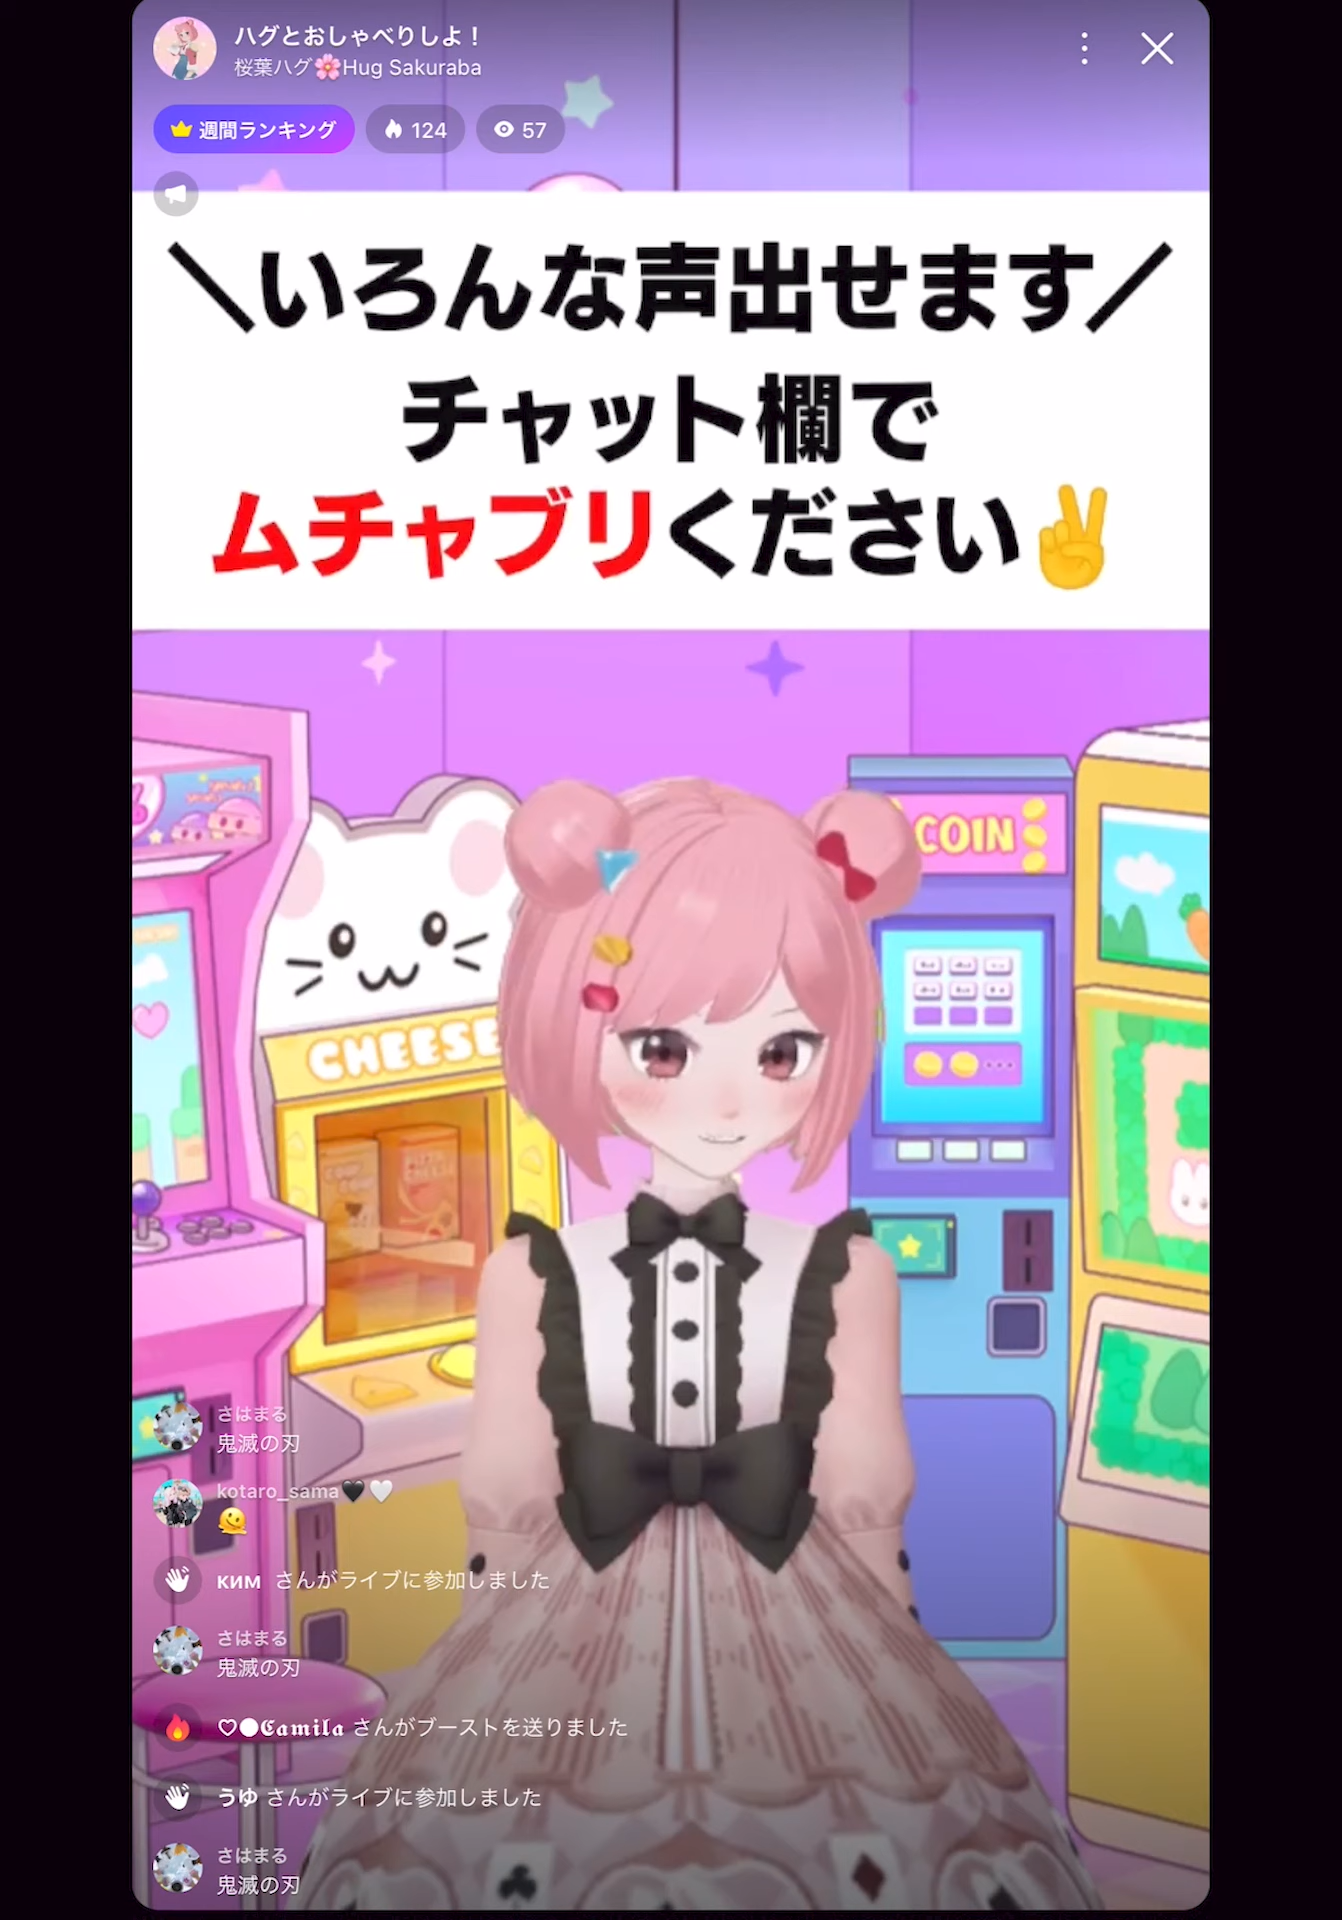 ハグとおしゃべりしよ！
桜葉ハグ🌸Hug Sakuraba
週間ランキング 124 57
＼いろんな声出せます／
チャット欄で
ムチャブリください✌️
COIN
CHEESE
さはまる
鬼滅の刃
kotaro_sama🖤🤍
🫠
ким さんがライブに参加しました
さはまる
鬼滅の刃
♡●𝕮𝖆𝖒𝖎𝖑𝖆 さんがブーストを送りました
うゆ さんがライブに参加しました
さはまる
鬼滅の刃